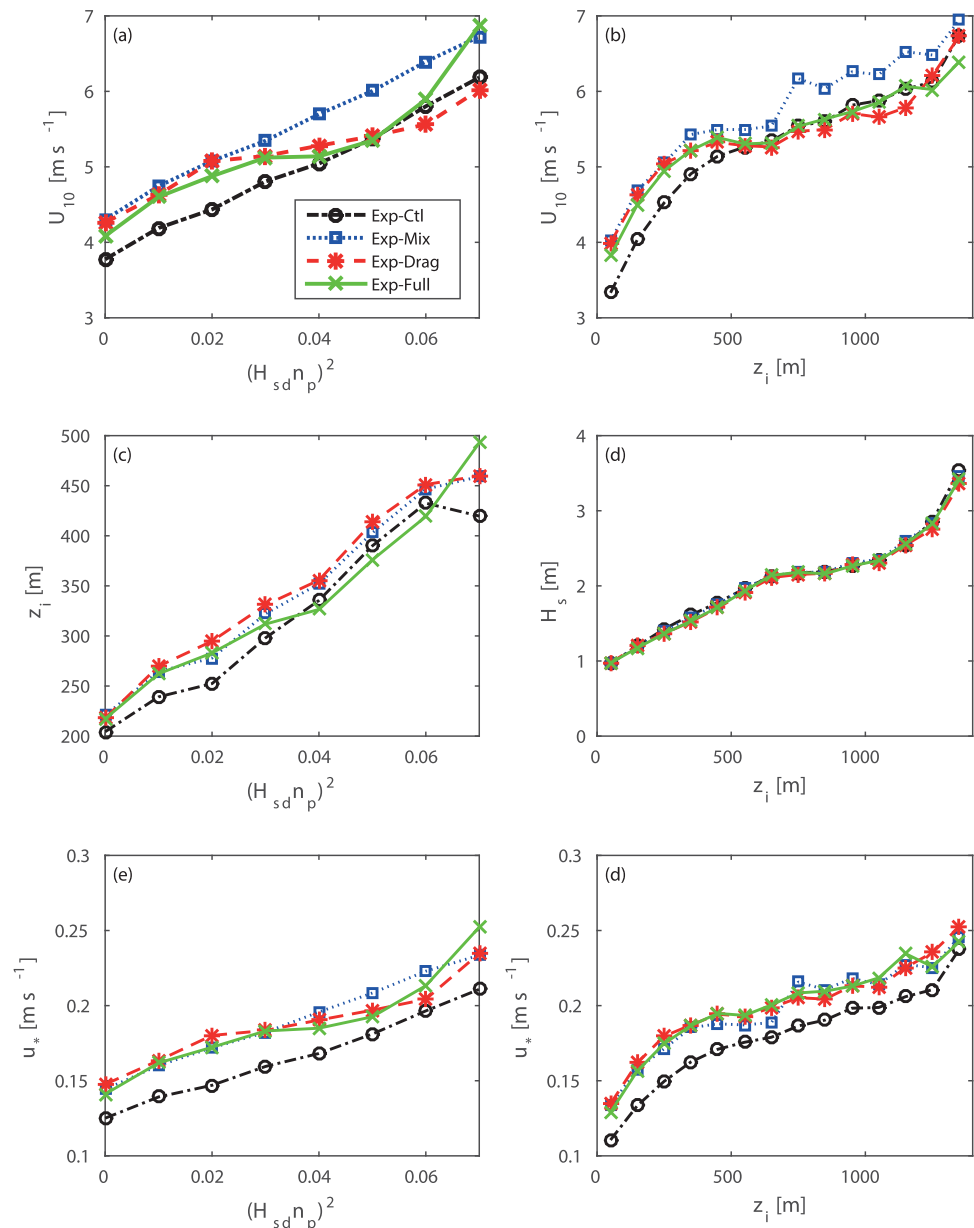 (a)
7
6
5
4
3
U10 [m s-1]
0
0.02
0.04
0.06
(Hsdnp)2
Exp-Ctl
Exp-Mix
Exp-Drag
Exp-Full
(b)
7
6
5
4
3
U10 [m s-1]
0
500
1000
zi [m]
(c)
500
450
400
350
300
250
200
zi [m]
0
0.02
0.04
0.06
(Hsdnp)2
(d)
4
3
2
1
0
Hs [m]
0
500
1000
zi [m]
(e)
0.3
0.25
0.2
0.15
0.1
u* [m s-1]
0
0.02
0.04
0.06
(Hsdnp)2
(d)
0.3
0.25
0.2
0.15
0.1
u* [m s-1]
0
500
1000
zi [m]